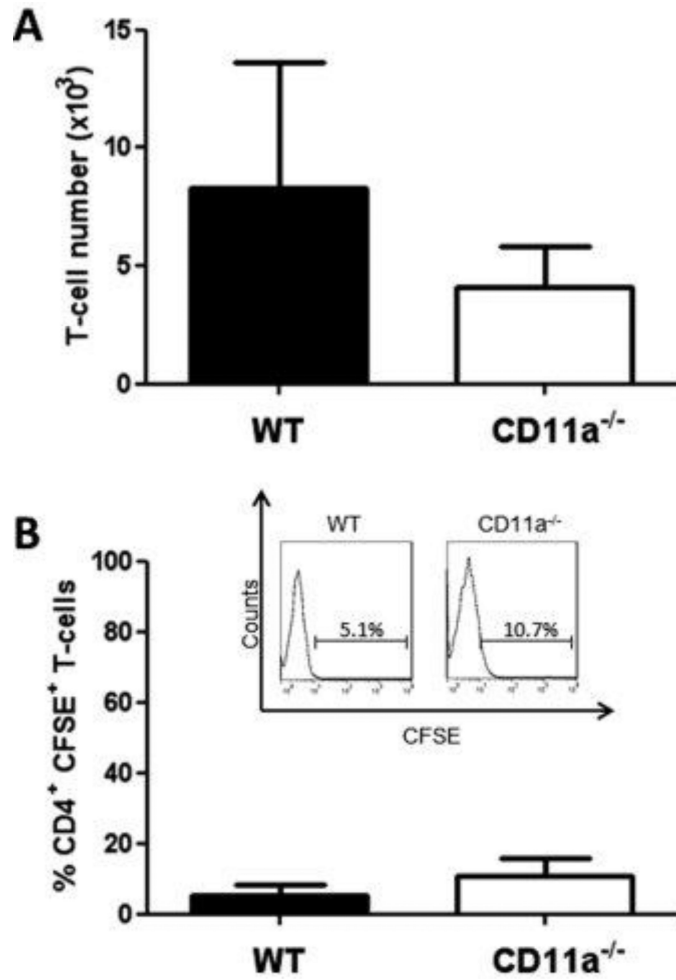 A
T-cell number (x10³)
15
10
5
0
WT CD11a⁻/⁻
B
% CD4⁺ CFSE⁺ T-cells
100
80
60
40
20
0
WT CD11a⁻/⁻
Counts
5.1% 10.7%
CFSE
WT CD11a⁻/⁻